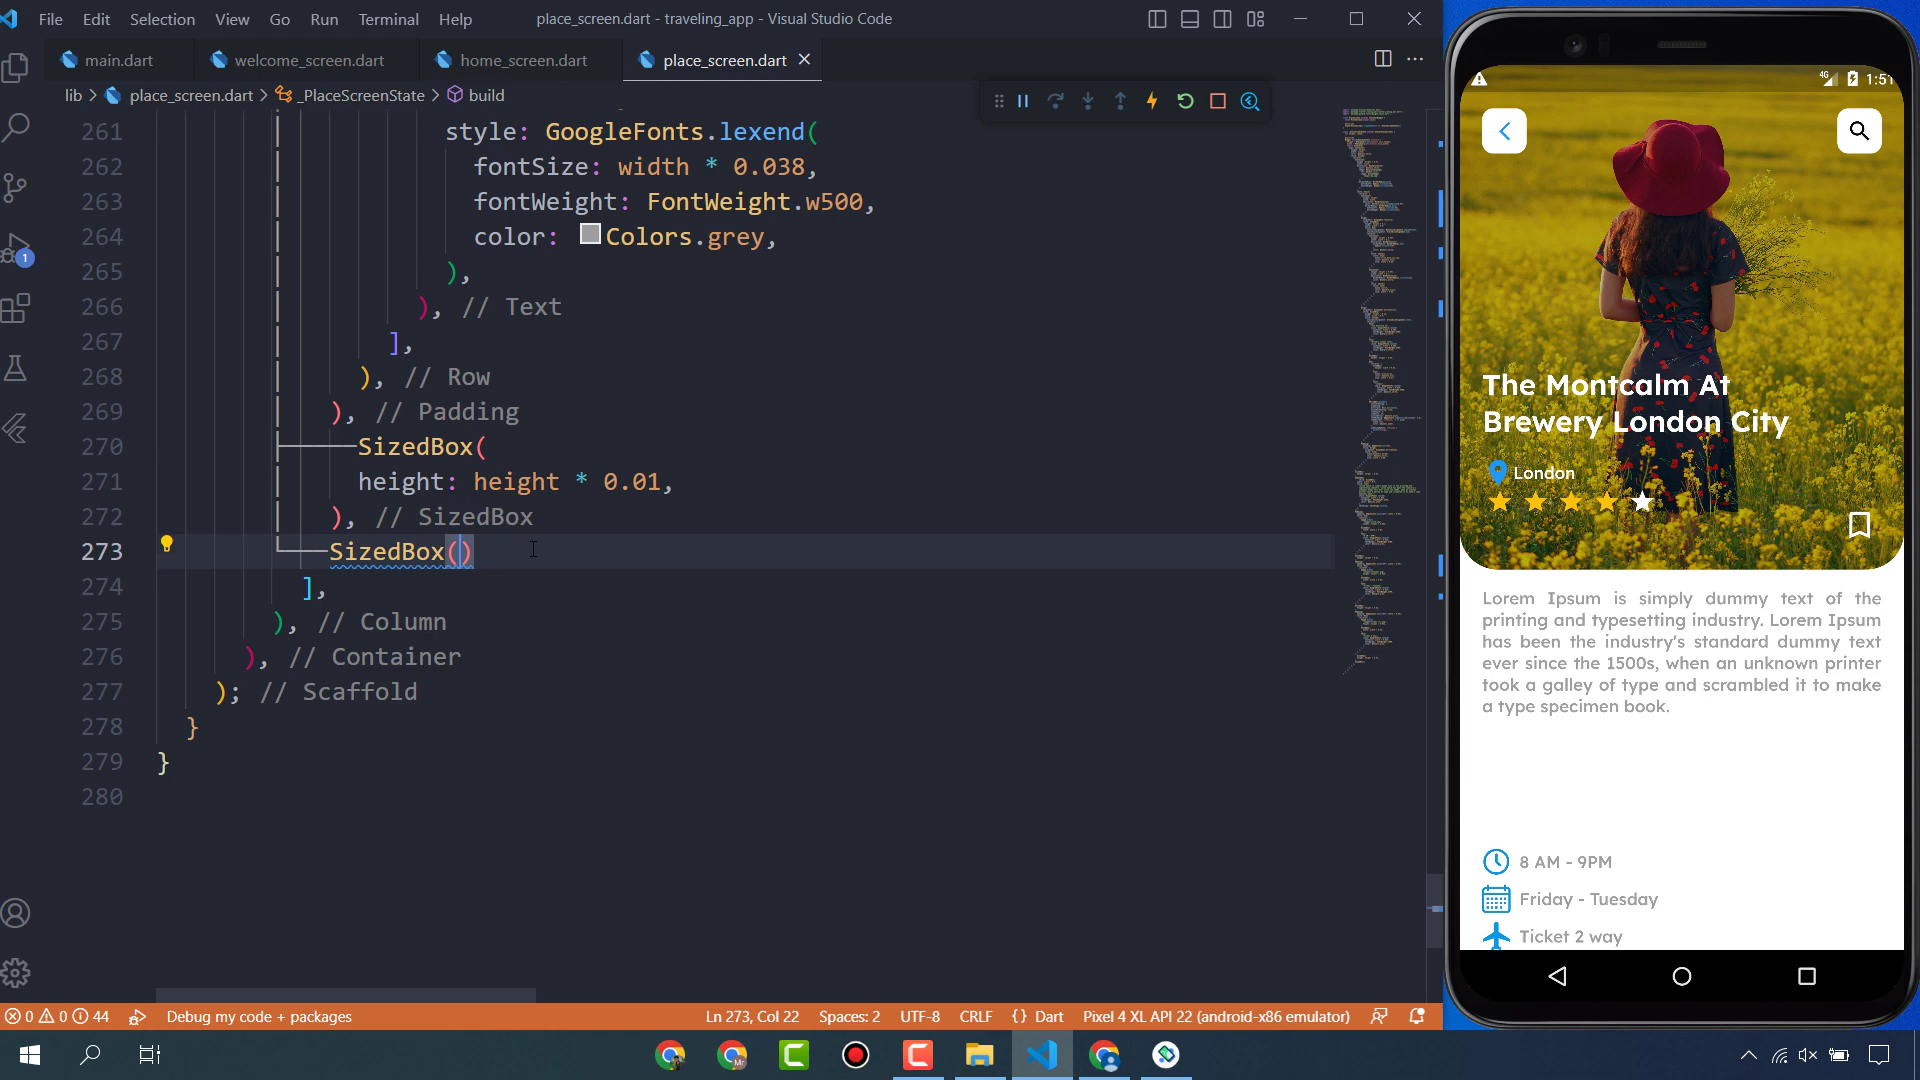 File Edit Selection View Go Run Terminal Help place_screen.dart - traveling_app - Visual Studio Code
main.dart welcome_screen.dart home_screen.dart place_screen.dart
lib > place_screen.dart > _PlaceScreenState > build
261 style: GoogleFonts.lexend(
262 fontSize: width * 0.038,
263 fontWeight: FontWeight.w500,
264 color: Colors.grey,
265 ),
266 ), // Text
267 ],
268 ), // Row
269 ), // Padding
270 SizedBox(
271 height: height * 0.01,
272 ), // SizedBox
273 SizedBox()
274 ],
275 ), // Column
276 ), // Container
277 ); // Scaffold
278 }
279 }
280
1
0 0 44 Debug my code + packages Ln 273, Col 22 Spaces: 2 UTF-8 CRLF {} Dart Pixel 4 XL API 22 (android-x86 emulator)
4G 1:51
The Montcalm At
Brewery London City
London
Lorem Ipsum is simply dummy text of the
printing and typesetting industry. Lorem Ipsum
has been the industry's standard dummy text
ever since the 1500s, when an unknown printer
took a galley of type and scrambled it to make
a type specimen book.
8 AM - 9PM
Friday - Tuesday
Ticket 2 way